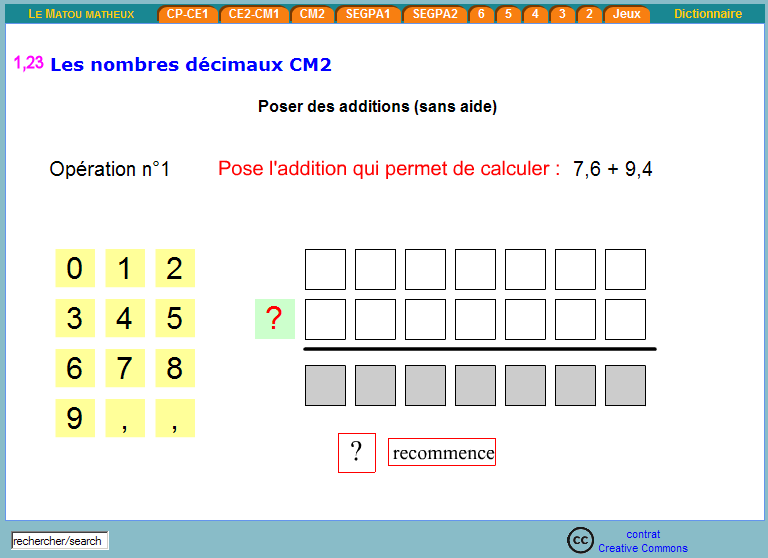 LE MATOU MATHEUX CP-CE1 CE2-CM1 CM2 SEGPA1 SEGPA2 6 5 4 3 2 Jeux Dictionnaire
1,23 Les nombres décimaux CM2
Poser des additions (sans aide)
Opération n°1 Pose l'addition qui permet de calculer : 7,6 + 9,4
0 1 2
3 4 5 ?
6 7 8
9 , ,
? recommence
rechercher/search
cc contrat
Creative Commons